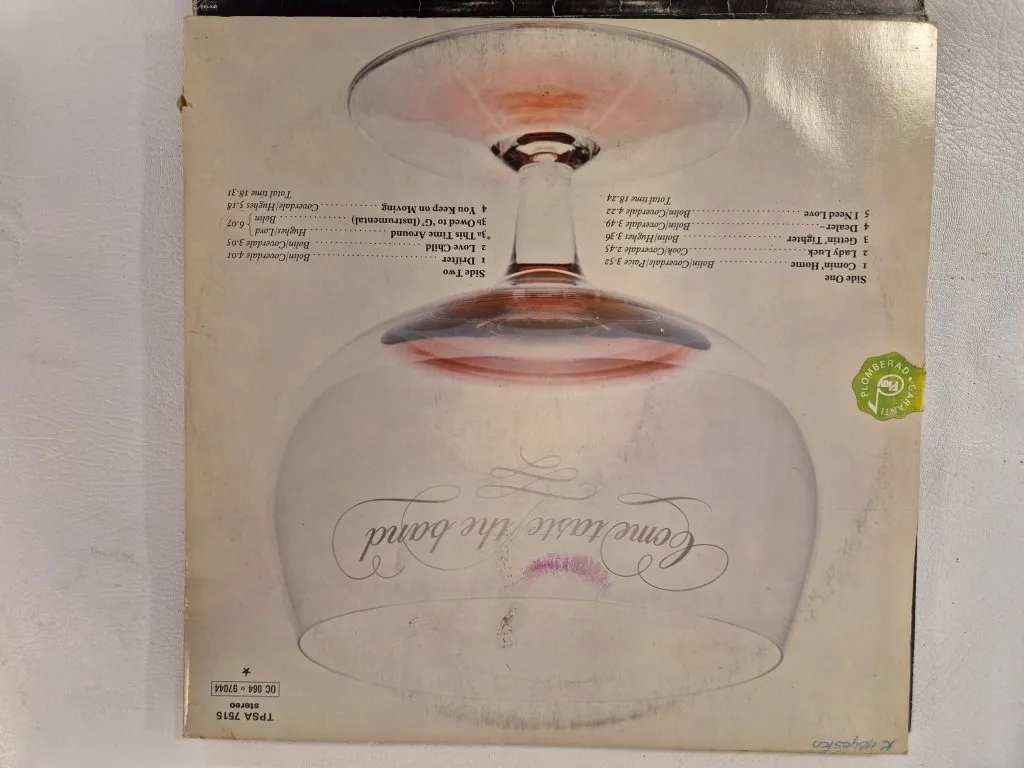 TPSA 7515
stereo
OC 064 ○ 97044
★
Come taste the band
Side One
1 Comin' Home .......... Bolin/Coverdale/Paice 3.52
2 Lady Luck .......... Cook/Coverdale 2.45
3 Gettin' Tighter .......... Bolin/Hughes 3.36
4 Dealer .......... Bolin/Coverdale 3.49
5 I Need Love .......... Bolin/Coverdale 4.22
Total time 18.24
Side Two
1 Drifter .......... Bolin/Coverdale 4.01
2 Love Child .......... Bolin/Coverdale 3.05
*3a This Time Around .......... Hughes/Lord
3b Owed to 'G' (Instrumental) .......... Bolin } 6.07
4 You Keep on Moving .......... Coverdale/Hughes 5.18
Total time 18.31
PLOMBERAD • GARANTI